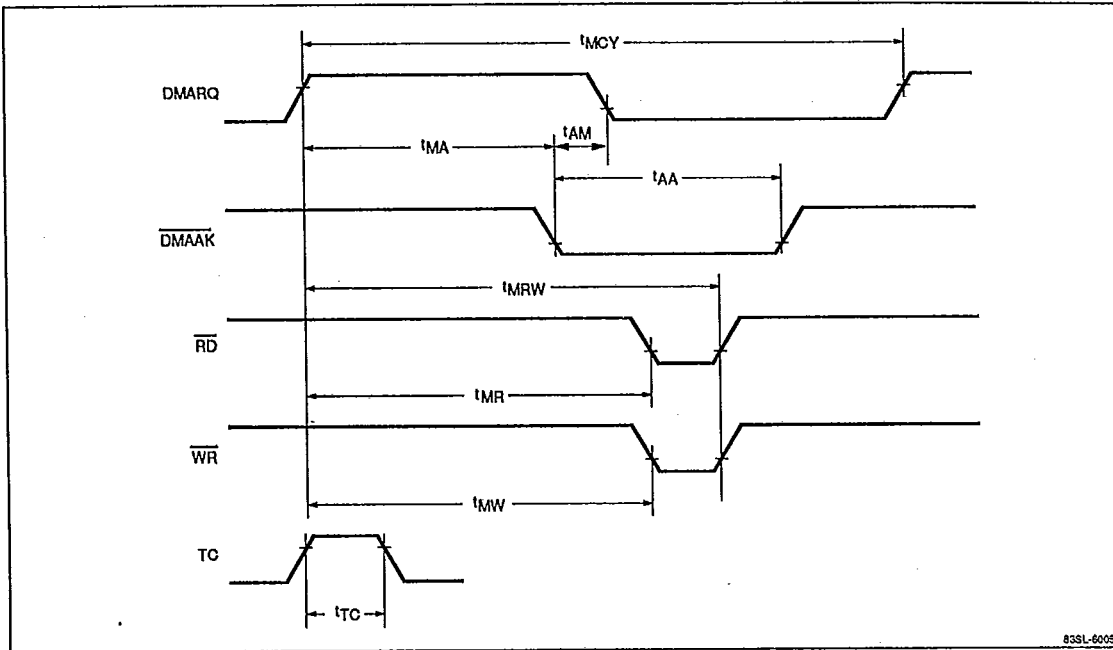 tMCY
DMARQ
tAM
tMA
tAA
DMAAK
tMRW
RD
tMR
WR
tMW
TC
tTC
83SL-6005